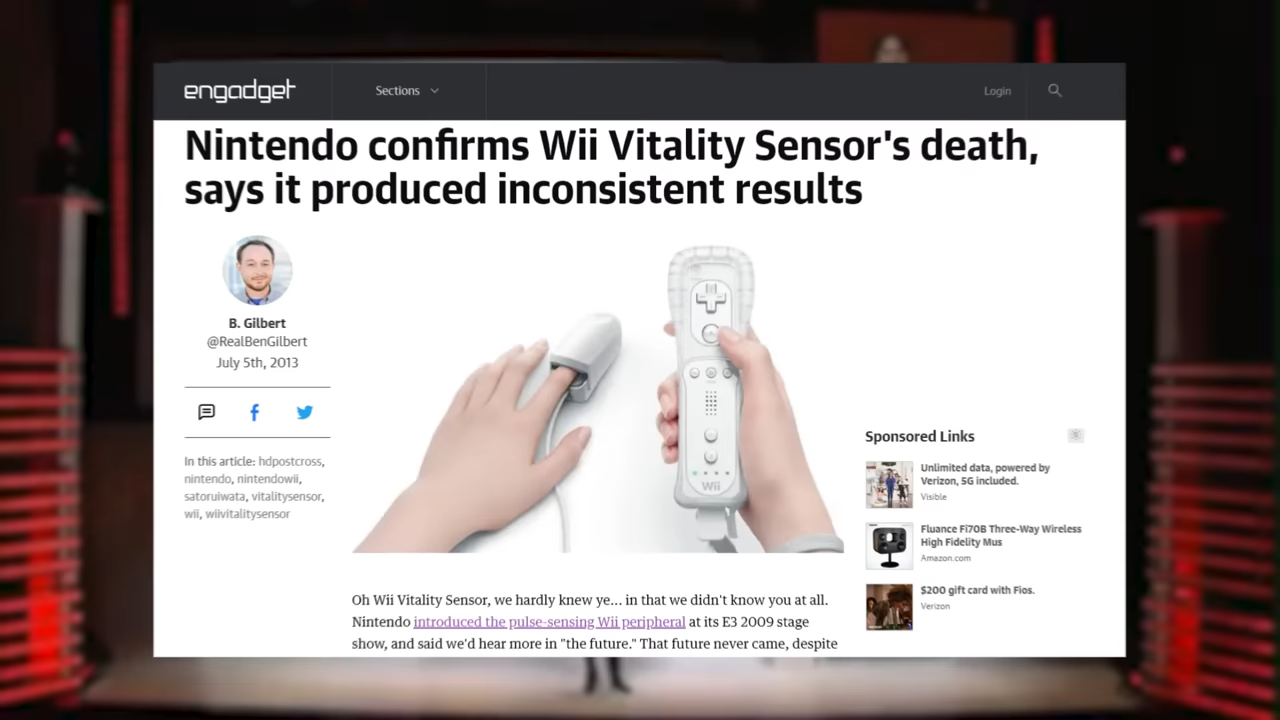 engadget
Sections
Login
Nintendo confirms Wii Vitality Sensor's death,
says it produced inconsistent results
B. Gilbert
@RealBenGilbert
July 5th, 2013
In this article: hdpostcross,
nintendo, nintendowii,
satoruiwata, vitalitysensor,
wii, wiivitalitysensor
Wii
Oh Wii Vitality Sensor, we hardly knew ye... in that we didn't know you at all.
Nintendo introduced the pulse-sensing Wii peripheral at its E3 2009 stage
show, and said we'd hear more in "the future." That future never came, despite
Sponsored Links
Unlimited data, powered by
Verizon, 5G included.
Visible
Fluance Fi70B Three-Way Wireless
High Fidelity Mus
Amazon.com
$200 gift card with Fios.
Verizon